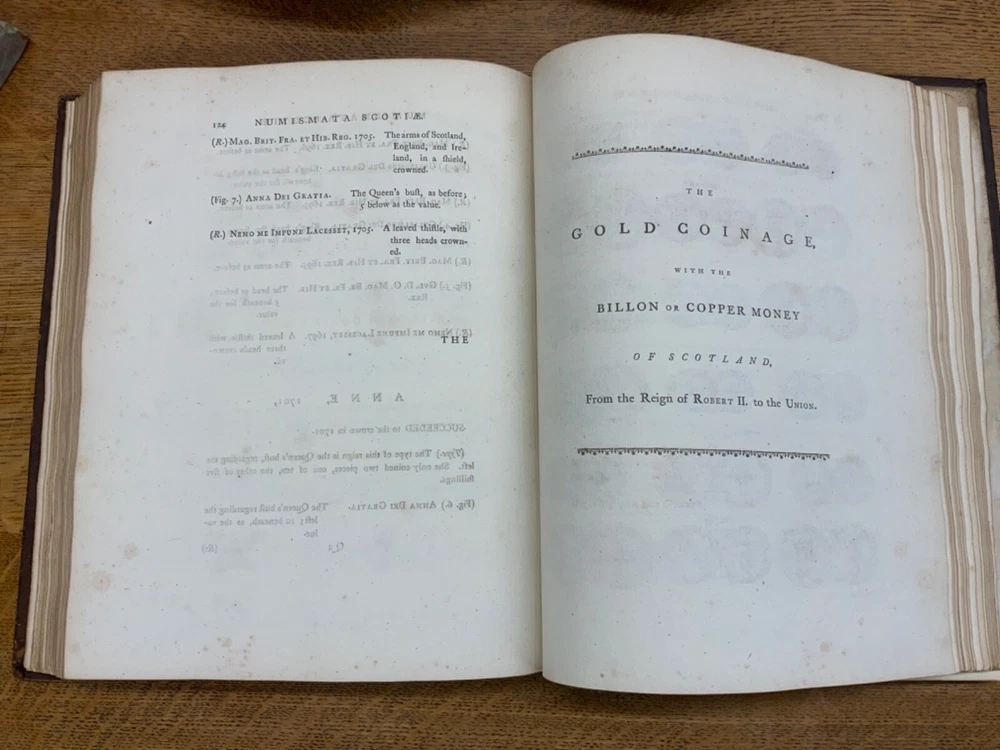 124 NUMISMATA SCOTIÆ
(R.) MAG. BRIT. FRA. ET HIB. REG. 1705. The arms of Scotland,
England, and Ire-
land, in a ſhield,
crowned.
(Fig. 7.) ANNA DEI GRATIA. The Queen's buſt, as before;
5 below as the value.
(R.) NEMO ME IMPUNE LACESSET, 1705. A leaved thiſtle, with
three heads crown-
ed.
THE
THE
GOLD COINAGE,
WITH THE
BILLON OR COPPER MONEY
OF SCOTLAND,
From the Reign of ROBERT II. to the UNION.